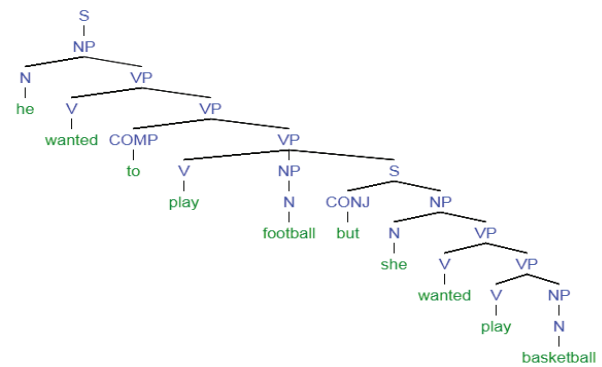 S
NP
N VP
he V VP
wanted COMP VP
to V NP S
play N CONJ NP
football but N VP
she V VP
wanted V NP
play N
basketball